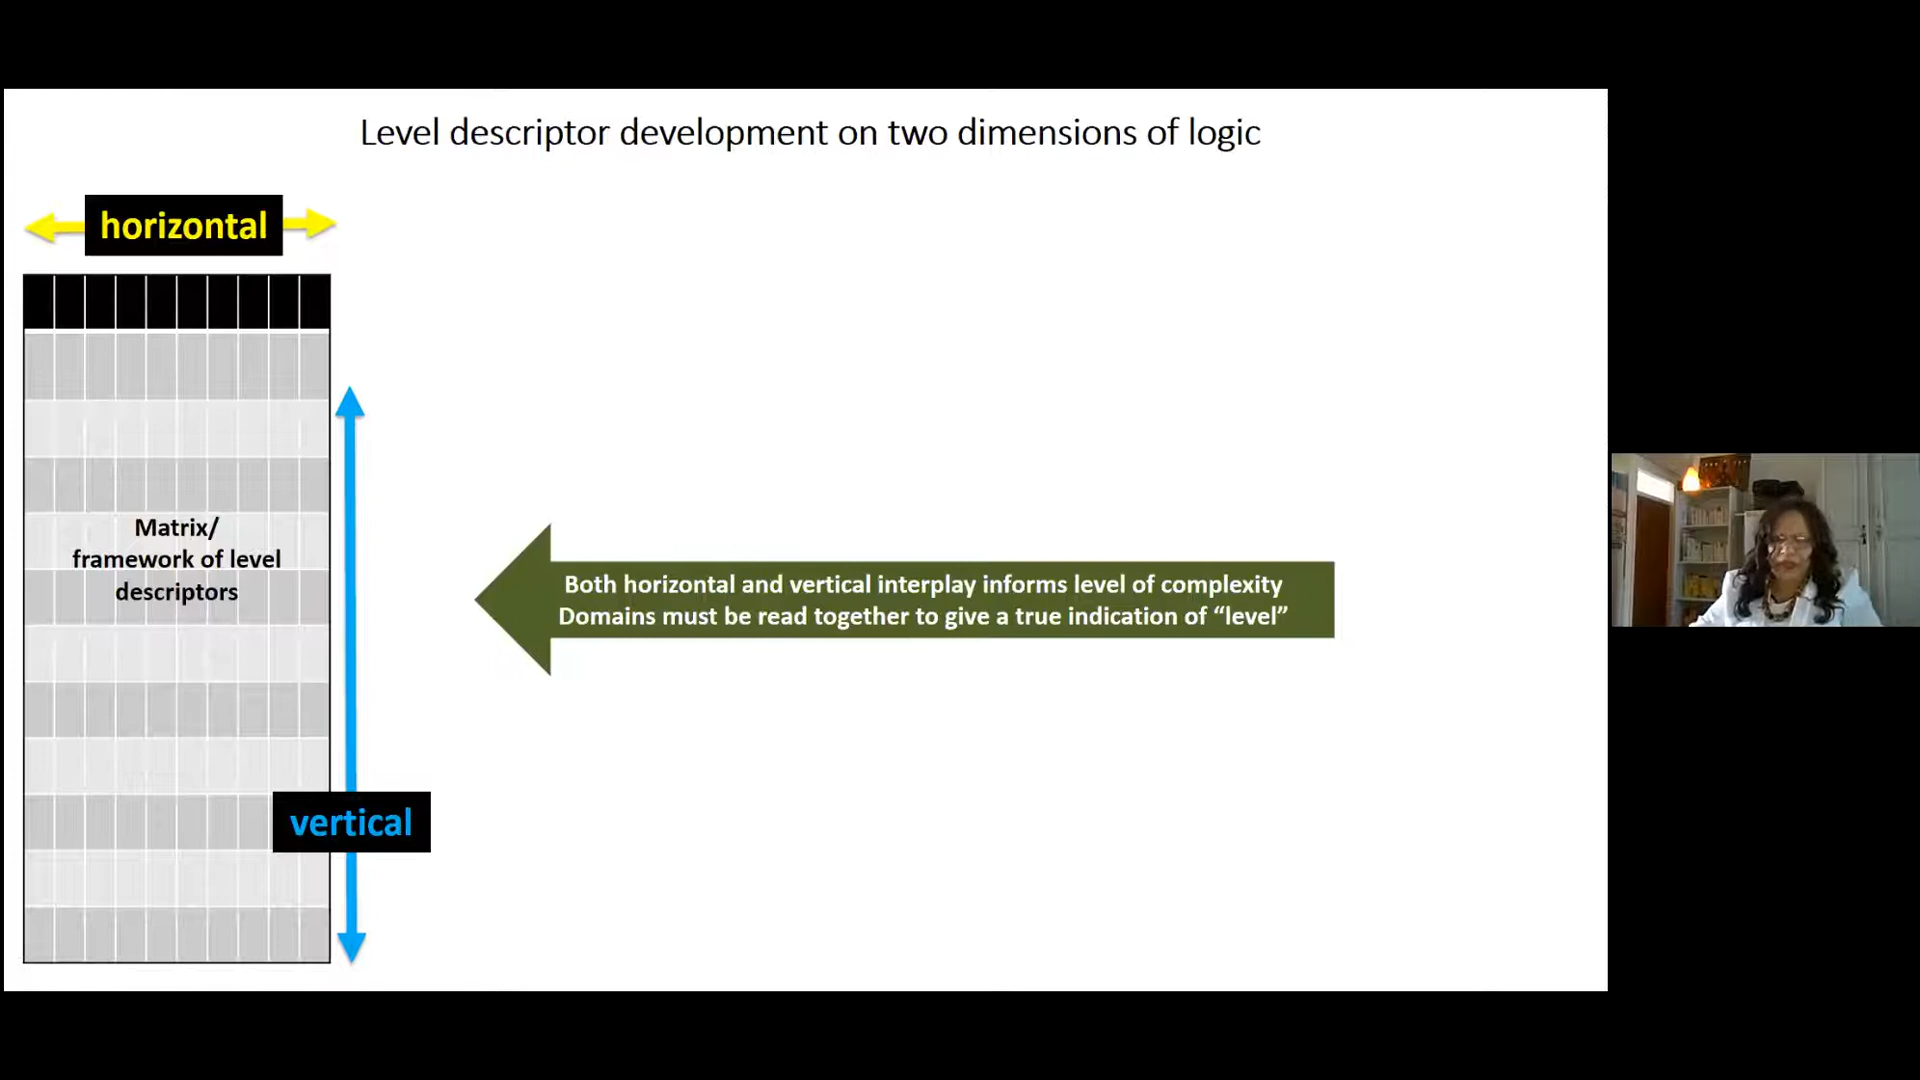 Level descriptor development on two dimensions of logic
horizontal
Matrix/
framework of level
descriptors
Both horizontal and vertical interplay informs level of complexity
Domains must be read together to give a true indication of “level”
vertical